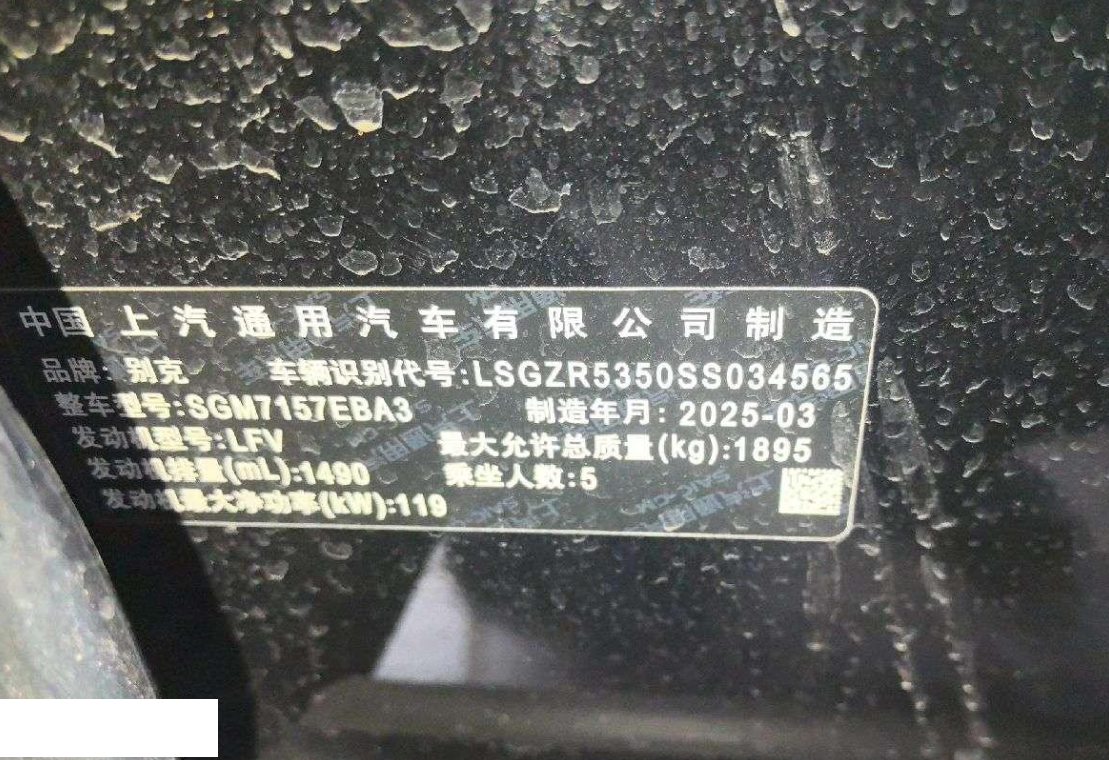 中国上汽通用汽车有限公司制造
品牌:别克 车辆识别代号:LSGZR5350SS034565
整车型号:SGM7157EBA3 制造年月:2025-03
发动机型号:LFV 最大允许总质量(kg):1895
发动机排量(mL):1490 乘坐人数:5
发动机最大净功率(kW):119